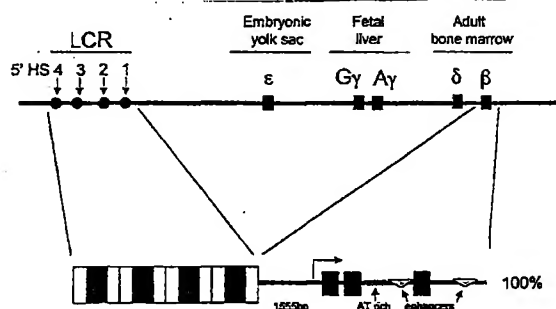 Embryonic Fetal Adult
yolk sac liver bone marrow
LCR
5' HS 4 3 2 1
ε Gγ Aγ δ β
100%
1555bp AT rich enhancers